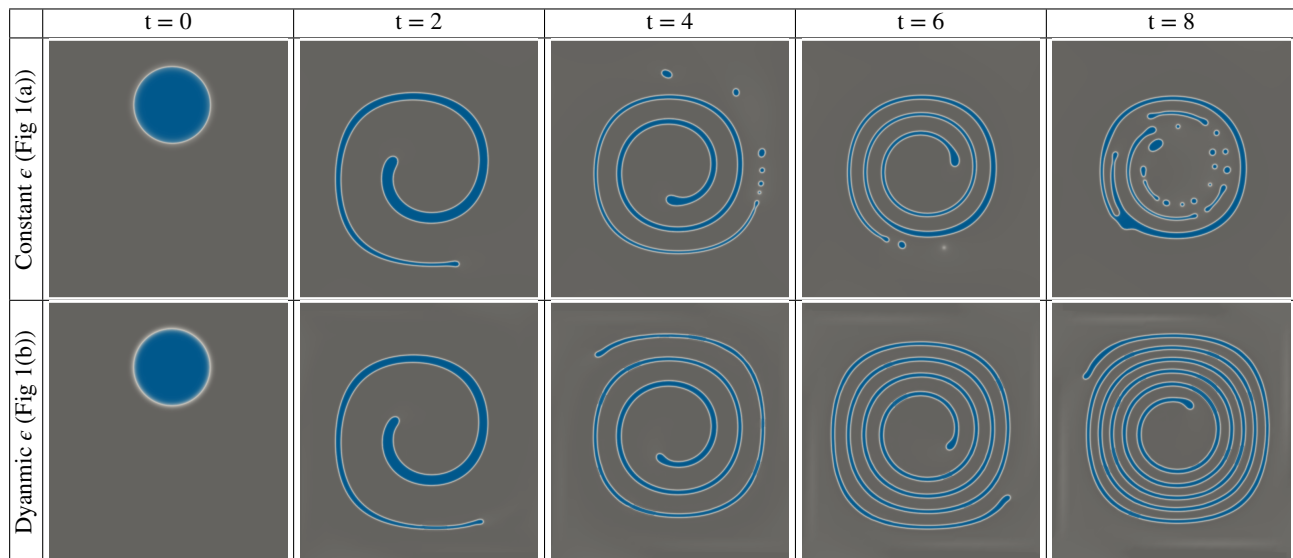 t = 0 t = 2 t = 4 t = 6 t = 8
Constant ϵ (Fig 1(a))
Dyanmic ϵ (Fig 1(b))